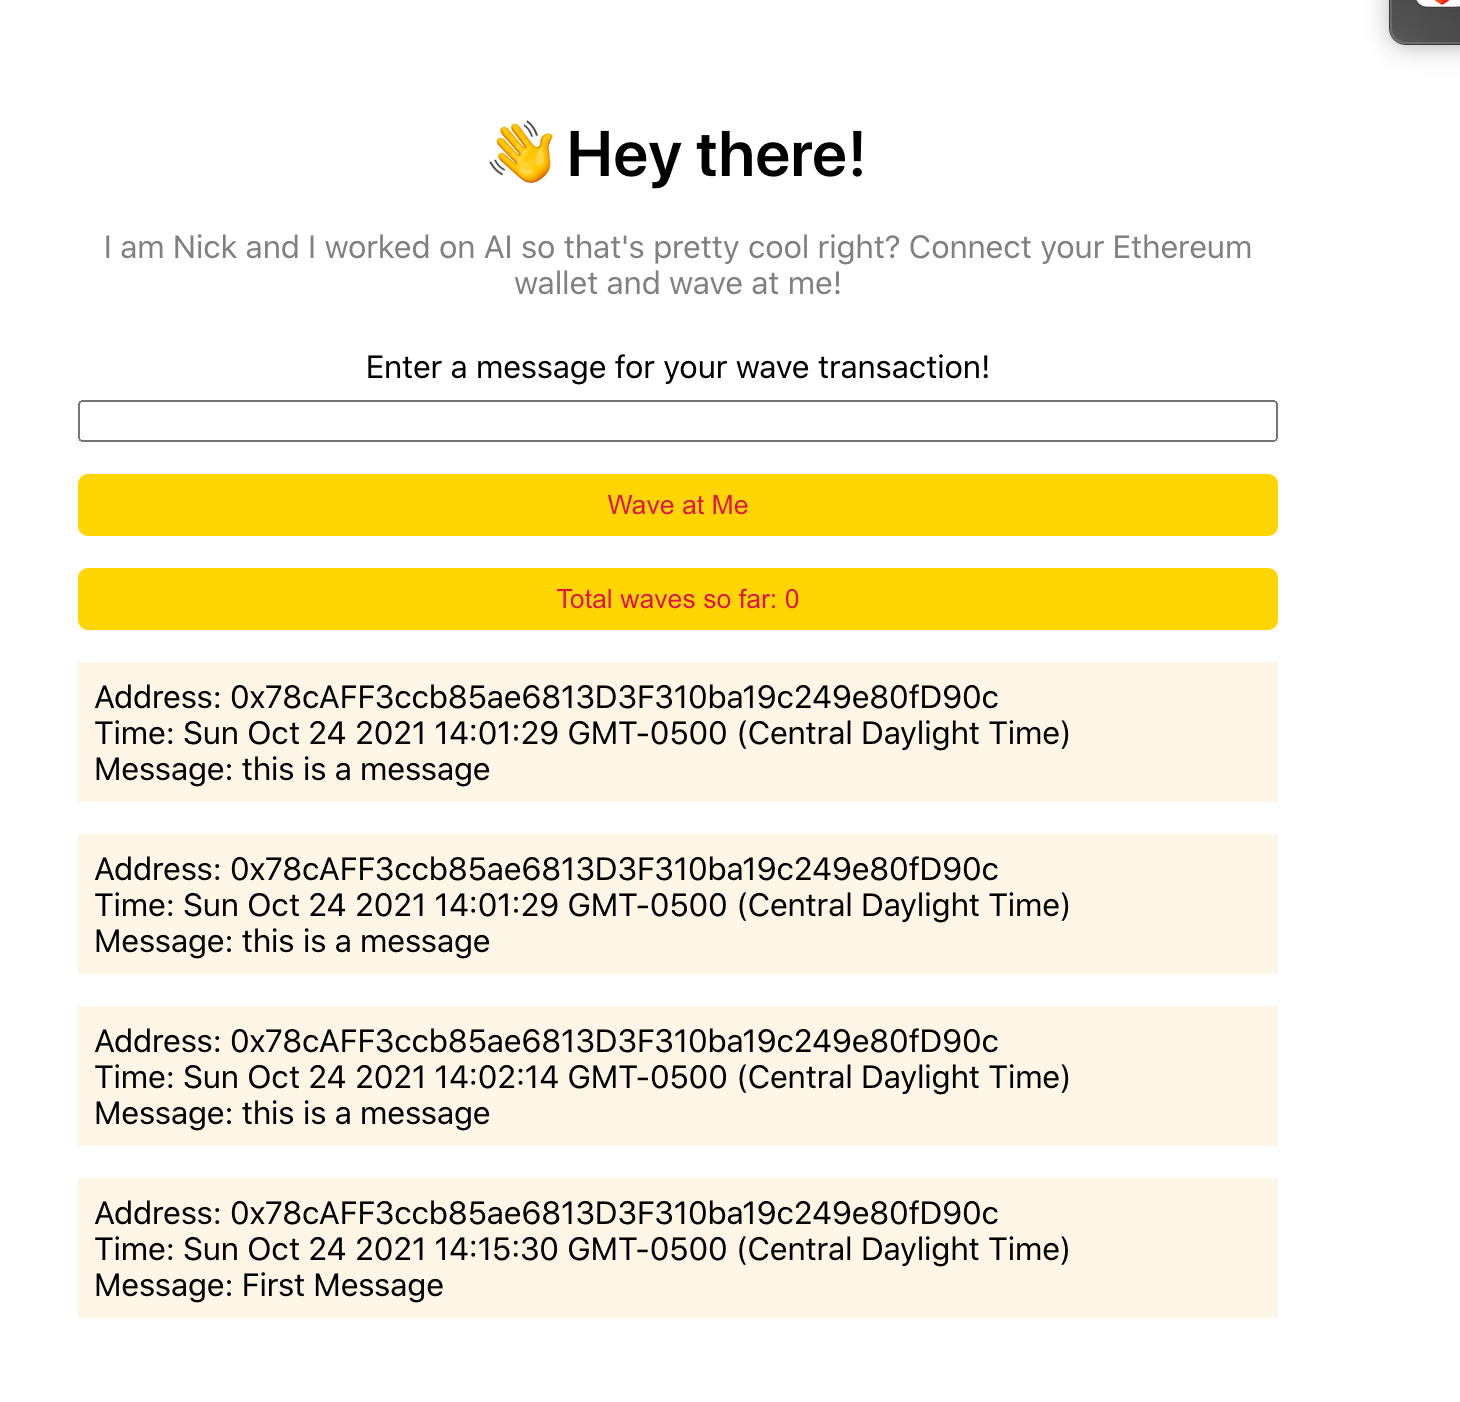 👋 Hey there!
I am Nick and I worked on AI so that's pretty cool right? Connect your Ethereum
wallet and wave at me!
Enter a message for your wave transaction!
Wave at Me
Total waves so far: 0
Address: 0x78cAFF3ccb85ae6813D3F310ba19c249e80fD90c
Time: Sun Oct 24 2021 14:01:29 GMT-0500 (Central Daylight Time)
Message: this is a message
Address: 0x78cAFF3ccb85ae6813D3F310ba19c249e80fD90c
Time: Sun Oct 24 2021 14:01:29 GMT-0500 (Central Daylight Time)
Message: this is a message
Address: 0x78cAFF3ccb85ae6813D3F310ba19c249e80fD90c
Time: Sun Oct 24 2021 14:02:14 GMT-0500 (Central Daylight Time)
Message: this is a message
Address: 0x78cAFF3ccb85ae6813D3F310ba19c249e80fD90c
Time: Sun Oct 24 2021 14:15:30 GMT-0500 (Central Daylight Time)
Message: First Message